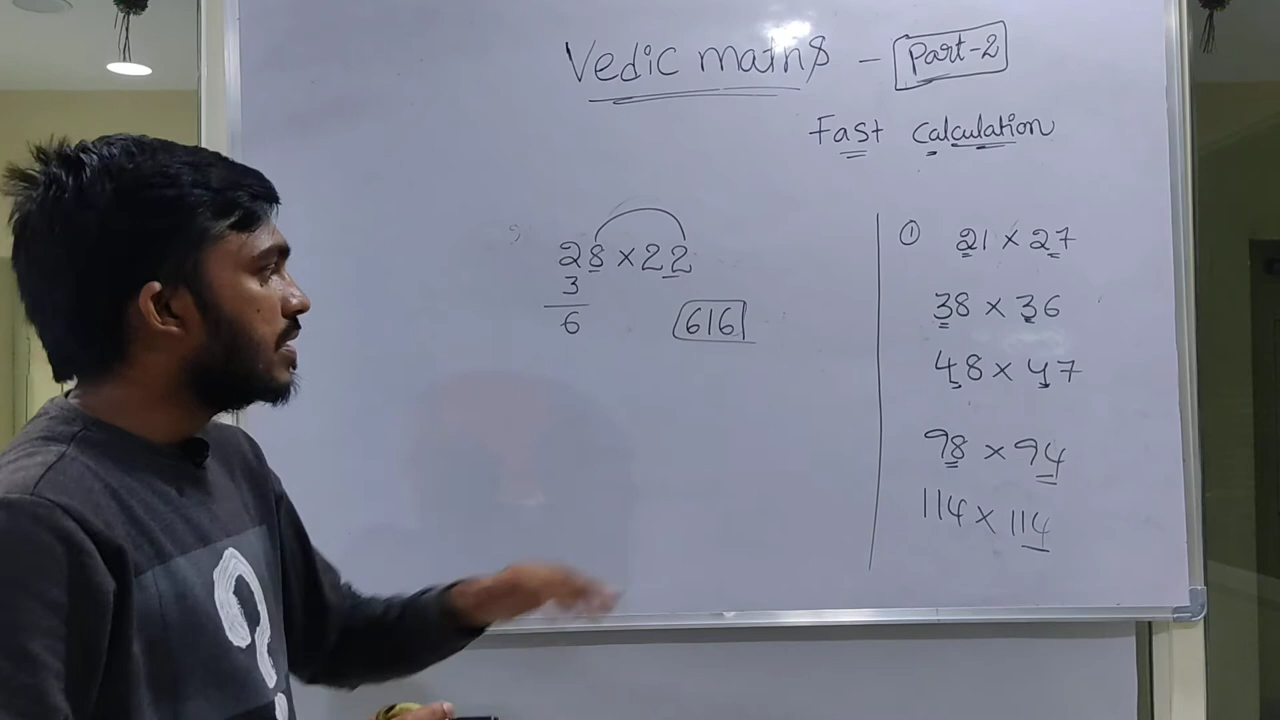 Vedic maths - Part-2
Fast Calculation
28 × 22
3
6
616
① 21 × 27
38 × 36
48 × 47
98 × 94
114 × 114
?